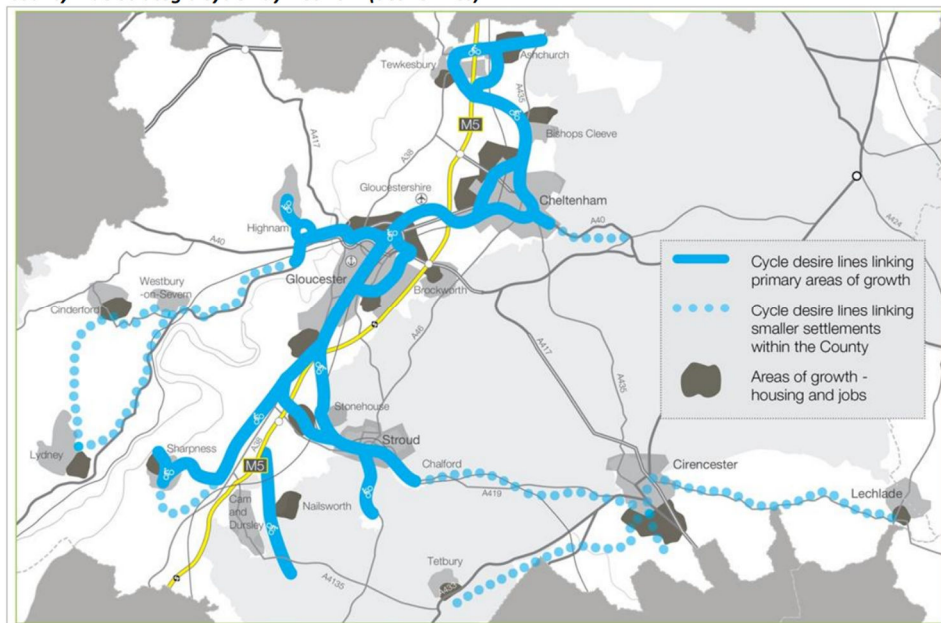 Tewkesbury
Ashchurch
A435
M5
Bishops Cleeve
A417
A38
Gloucestershire
Cheltenham
Highnam
A40
A40
A424
Gloucester
Westbury
-on-Severn
Cinderford
Brockworth
A46
A417
A435
Cycle desire lines linking
primary areas of growth
Cycle desire lines linking
smaller settlements
within the County
Areas of growth -
housing and jobs
Stonehouse
Stroud
Lydney
Sharpness
A38
M5
Chalford
A419
Cirencester
Lechlade
Cam
and
Dursley
Nailsworth
A4135
Tetbury
A433